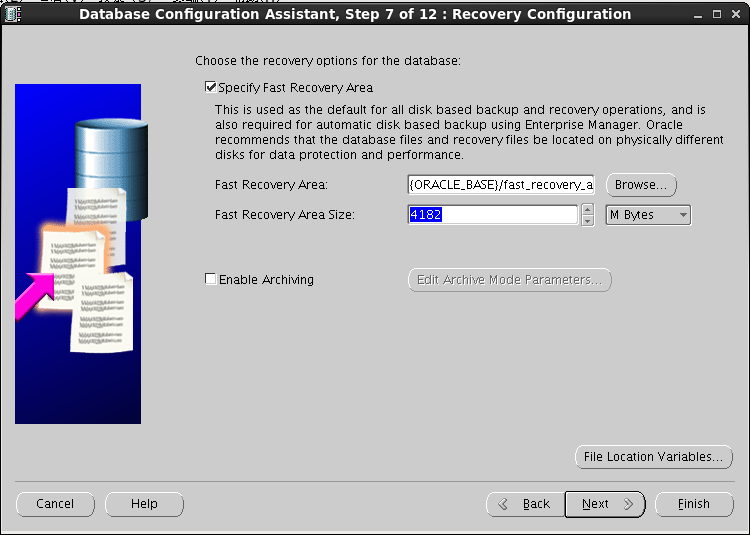 Database Configuration Assistant, Step 7 of 12 : Recovery Configuration
Choose the recovery options for the database:
Specify Fast Recovery Area
This is used as the default for all disk based backup and recovery operations, and is
also required for automatic disk based backup using Enterprise Manager. Oracle
recommends that the database files and recovery files be located on physically different
disks for data protection and performance.
Fast Recovery Area: {ORACLE_BASE}/fast_recovery_a Browse...
Fast Recovery Area Size: 4182 M Bytes
Enable Archiving Edit Archive Mode Parameters...
File Location Variables...
Cancel Help Back Next Finish